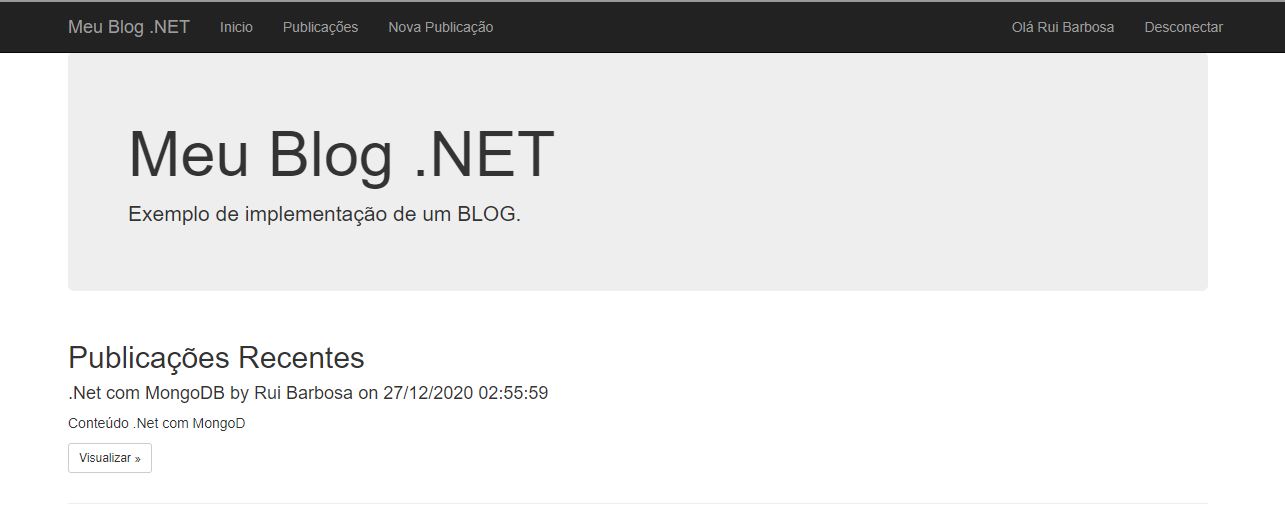 Meu Blog .NET Inicio Publicações Nova Publicação Olá Rui Barbosa Desconectar
Meu Blog .NET
Exemplo de implementação de um BLOG.
Publicações Recentes
.Net com MongoDB by Rui Barbosa on 27/12/2020 02:55:59
Conteúdo .Net com MongoD
Visualizar »